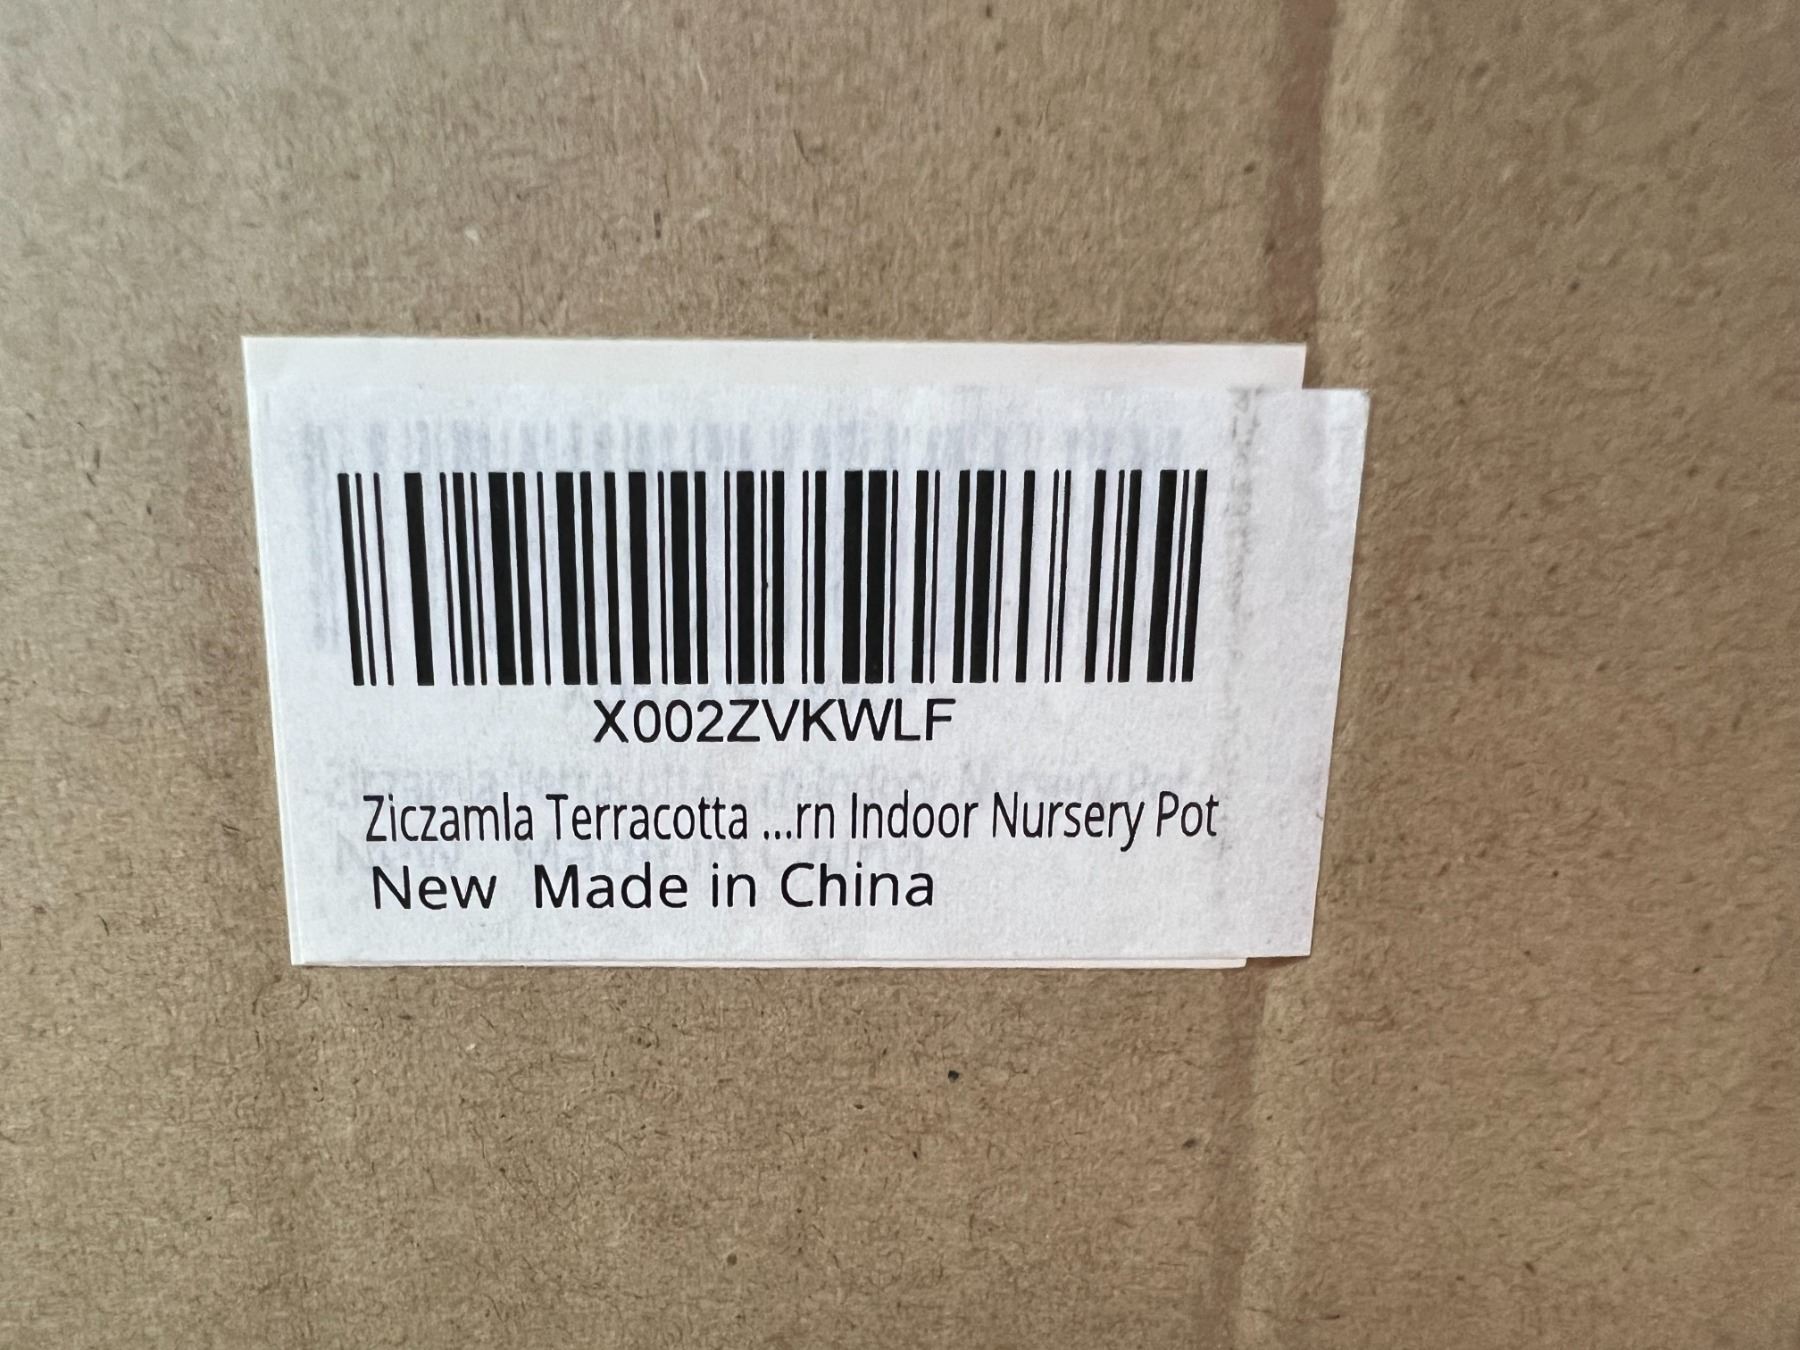 X002ZVKWLF
Ziczamla Terracotta ...rn Indoor Nursery Pot
New Made in China